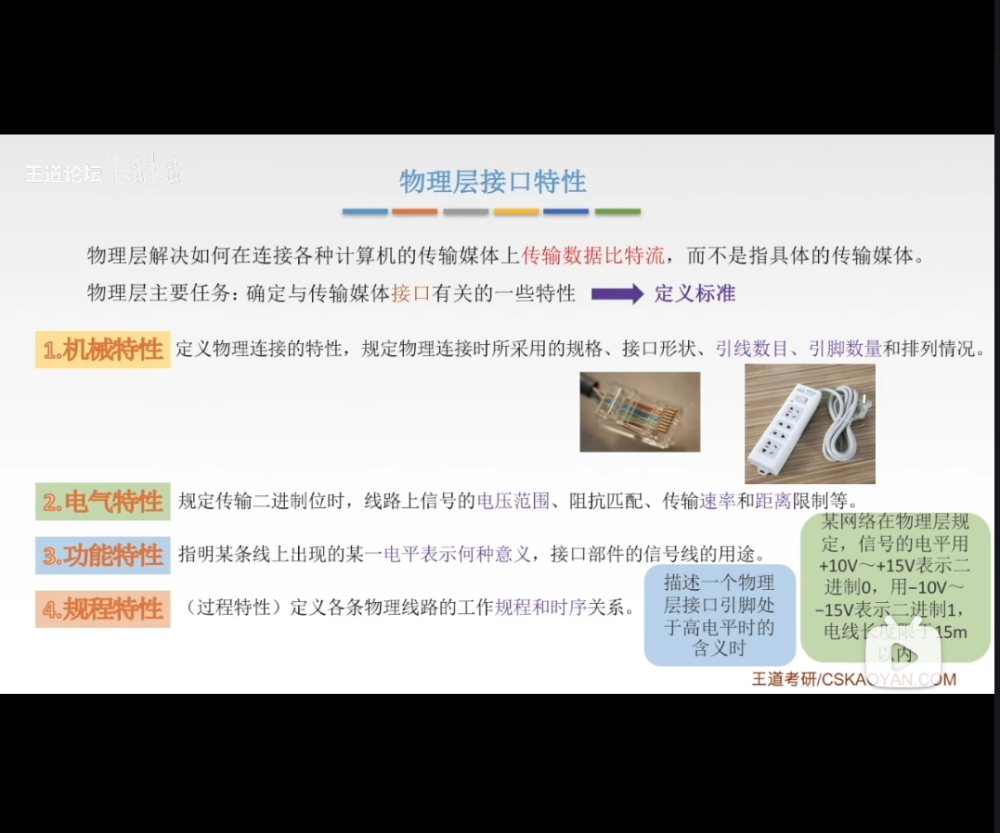 王道论坛 bilibili
物理层接口特性
物理层解决如何在连接各种计算机的传输媒体上传输数据比特流，而不是指具体的传输媒体。
物理层主要任务：确定与传输媒体接口有关的一些特性 定义标准
1.机械特性 定义物理连接的特性，规定物理连接时所采用的规格、接口形状、引线数目、引脚数量和排列情况。
2.电气特性 规定传输二进制位时，线路上信号的电压范围、阻抗匹配、传输速率和距离限制等。
3.功能特性 指明某条线上出现的某一电平表示何种意义，接口部件的信号线的用途。
4.规程特性 （过程特性）定义各条物理线路的工作规程和时序关系。
描述一个物理
层接口引脚处
于高电平时的
含义时
某网络在物理层规
定，信号的电平用
+10V～+15V表示二
进制0，用−10V～
−15V表示二进制1，
电线长度限于15m
以内
王道考研/CSKAOYAN.COM